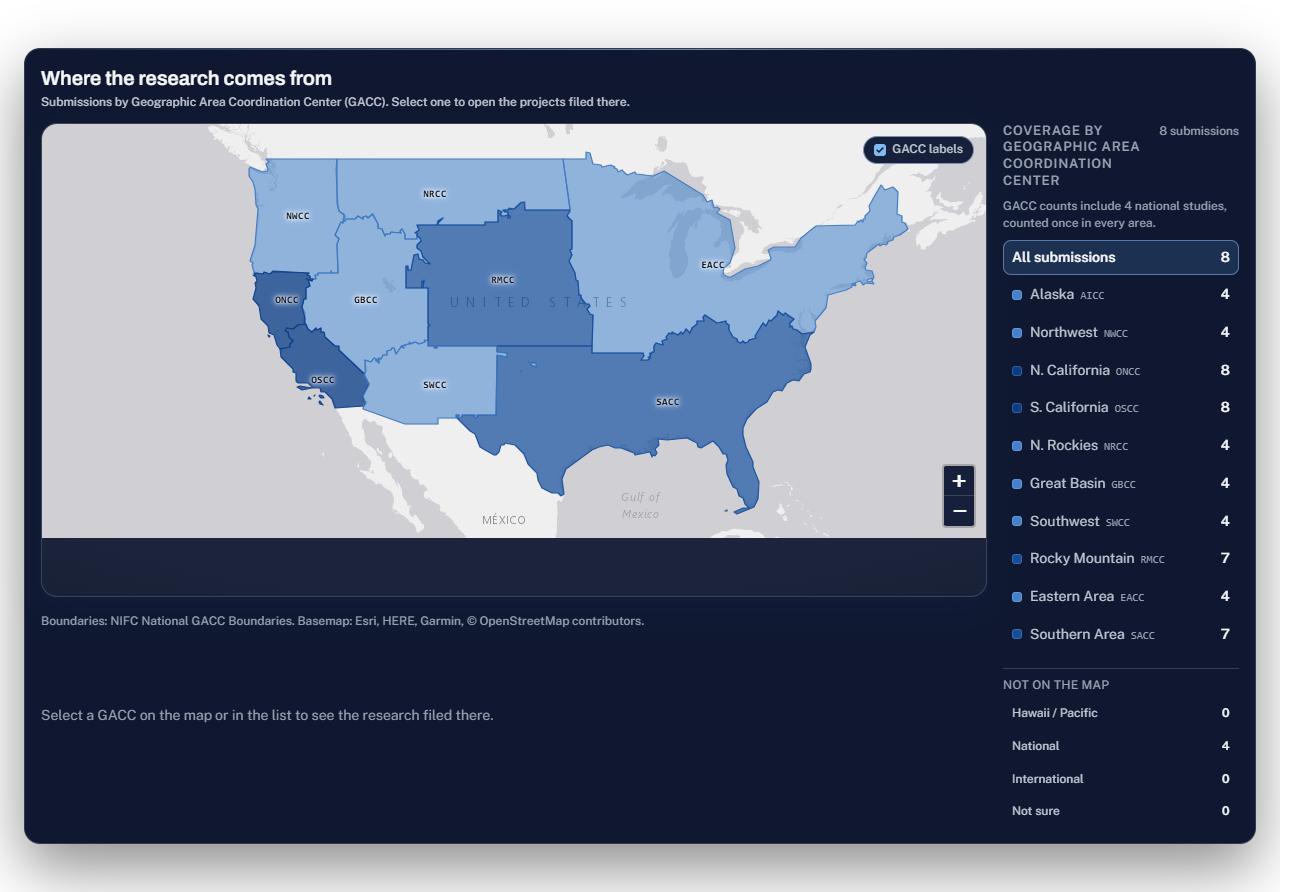 Where the research comes from
Submissions by Geographic Area Coordination Center (GACC). Select one to open the projects filed there.
GACC labels
NWCC
NRCC
ONCC
GBCC
RMCC
EACC
UNITED STATES
OSCC
SWCC
SACC
Gulf of
Mexico
MÉXICO
+
−
Boundaries: NIFC National GACC Boundaries. Basemap: Esri, HERE, Garmin, © OpenStreetMap contributors.
Select a GACC on the map or in the list to see the research filed there.
COVERAGE BY
GEOGRAPHIC AREA
COORDINATION
CENTER
8 submissions
GACC counts include 4 national studies,
counted once in every area.
All submissions 8
Alaska AICC 4
Northwest NWCC 4
N. California ONCC 8
S. California OSCC 8
N. Rockies NRCC 4
Great Basin GBCC 4
Southwest SWCC 4
Rocky Mountain RMCC 7
Eastern Area EACC 4
Southern Area SACC 7
NOT ON THE MAP
Hawaii / Pacific 0
National 4
International 0
Not sure 0